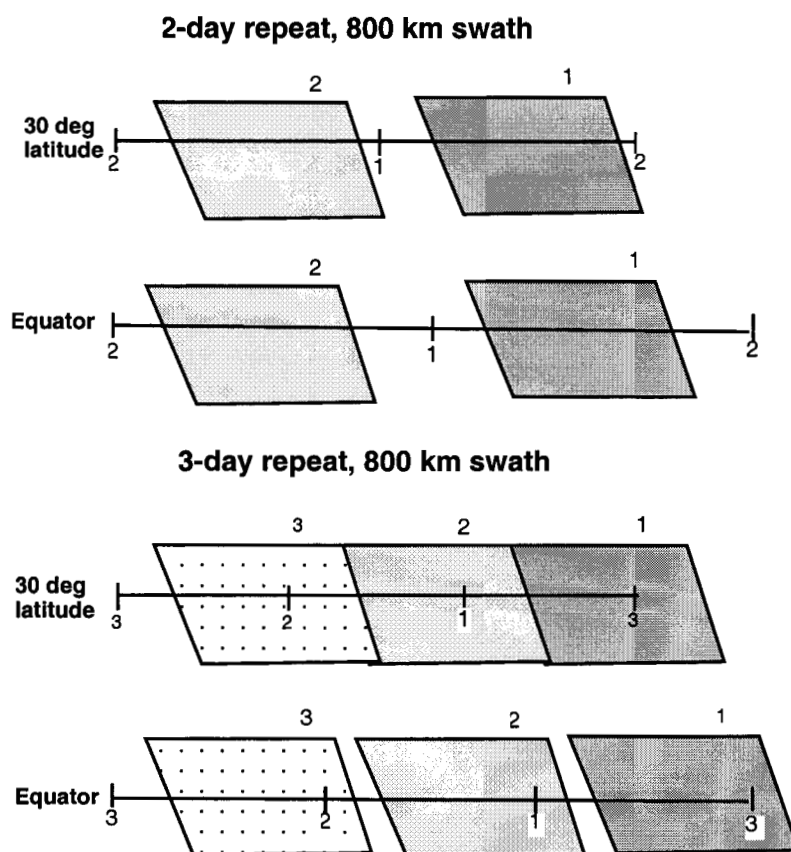 2-day repeat, 800 km swath
2 1
30 deg
latitude
2 1 2
2 1
Equator
2 1 2
3-day repeat, 800 km swath
3 2 1
30 deg
latitude
3 2 1 3
3 2 1
Equator
3 2 1 3